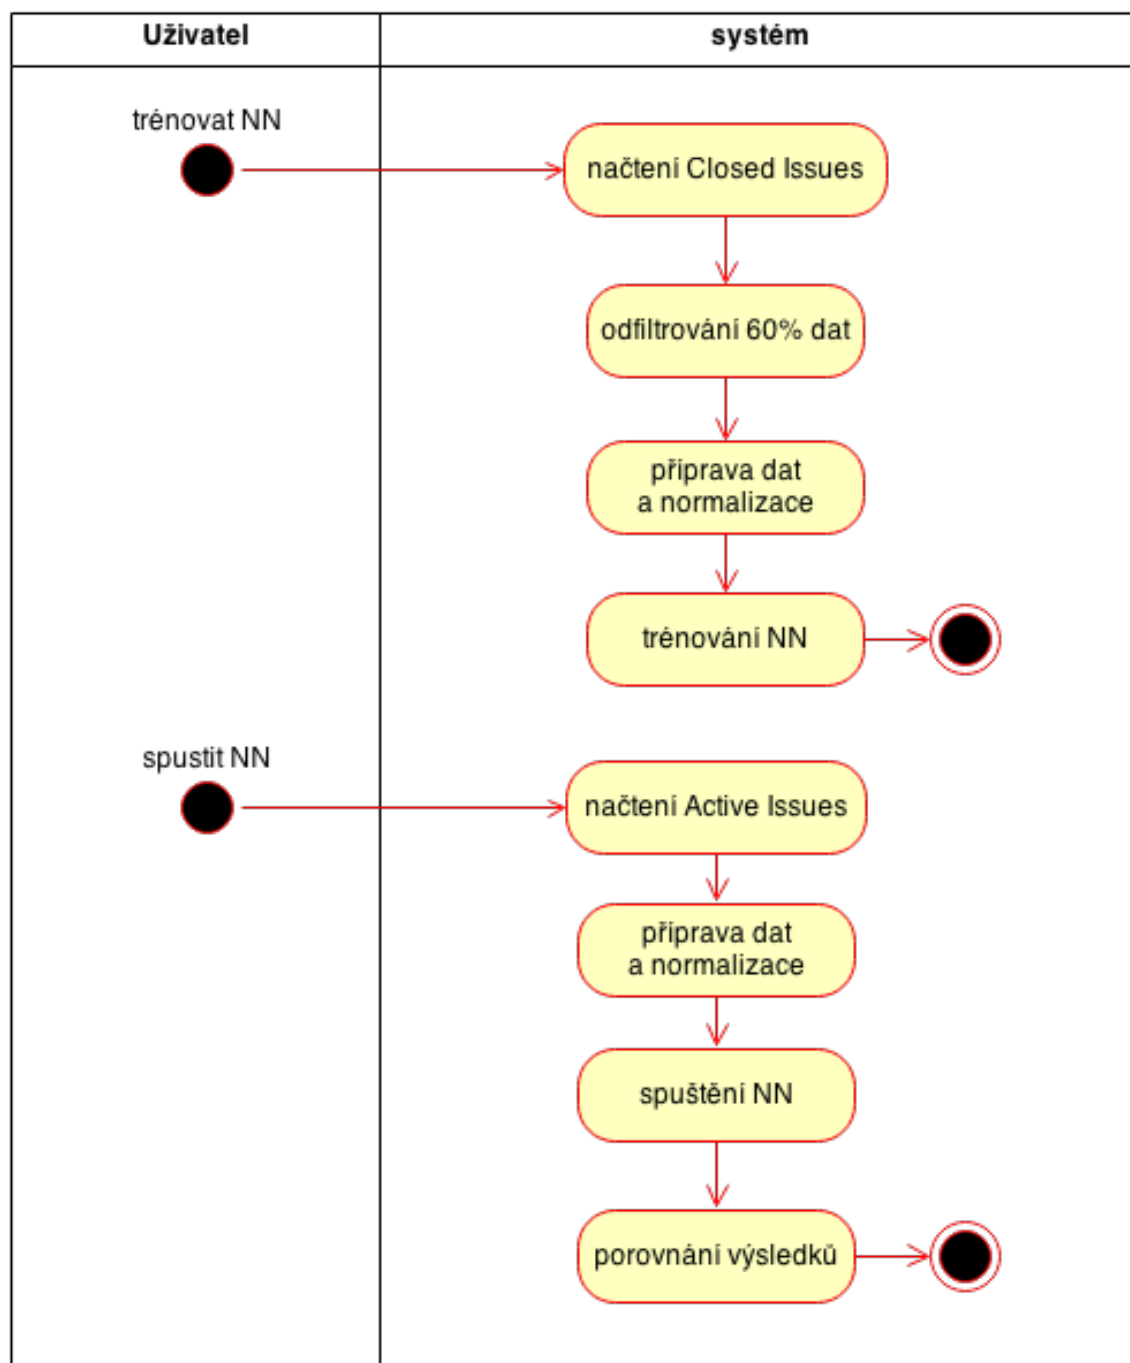 Uživatel
systém
trénovat NN
načtení Closed Issues
odfiltrování 60% dat
příprava dat
a normalizace
trénování NN
spustit NN
načtení Active Issues
příprava dat
a normalizace
spuštění NN
porovnání výsledků